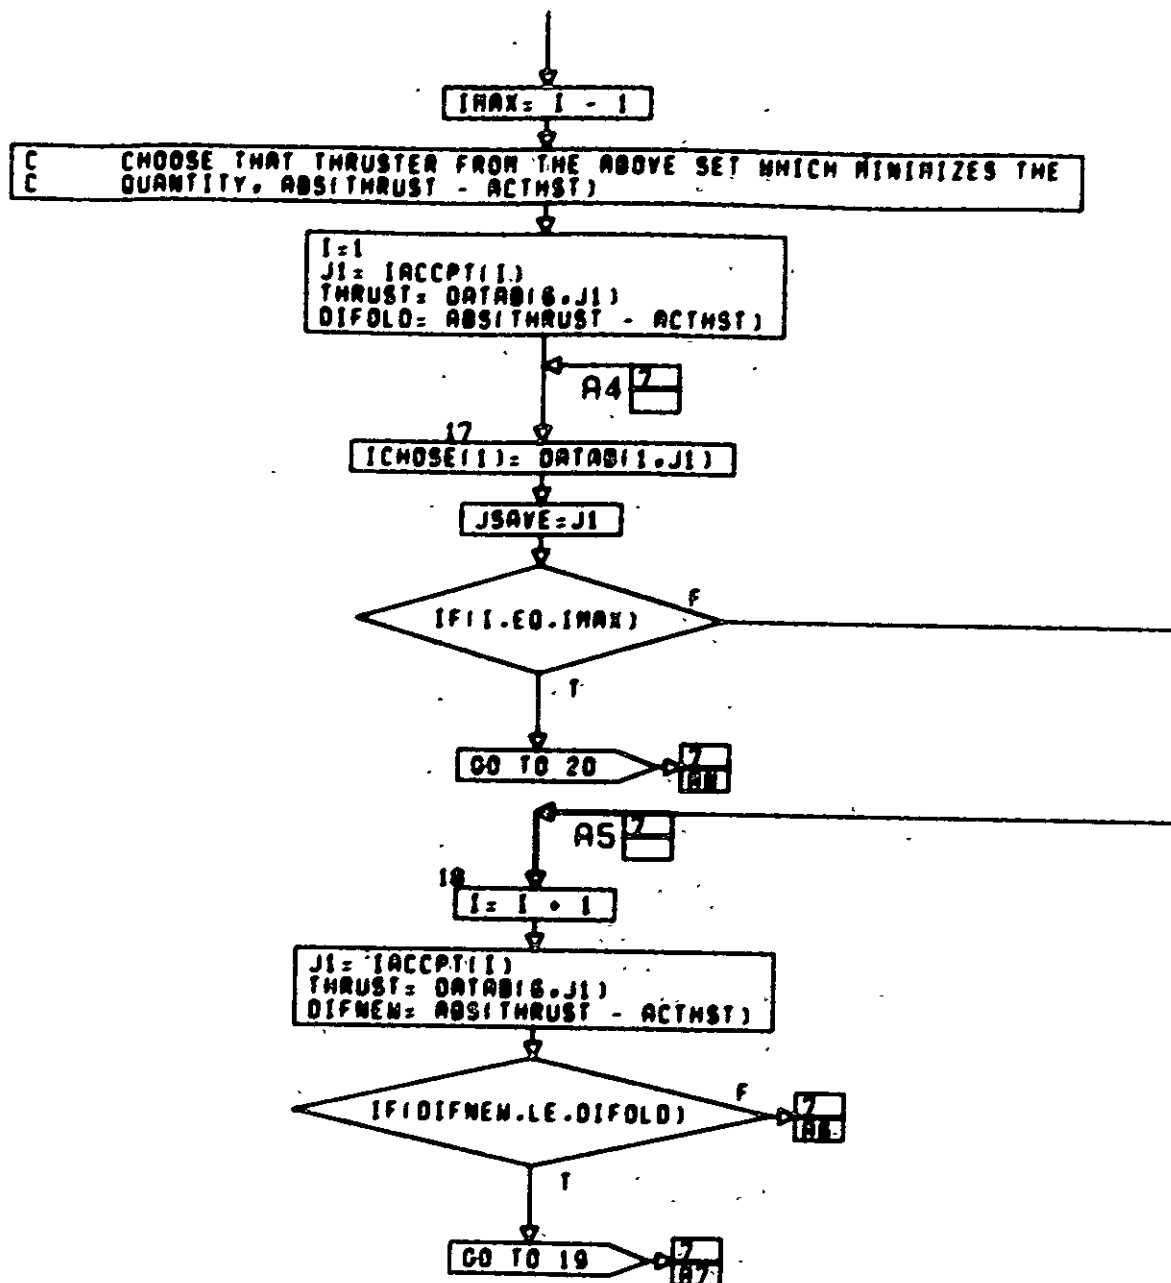 IMAX= I - 1
C CHOOSE THAT THRUSTER FROM THE ABOVE SET WHICH MINIMIZES THE
C QUANTITY, ABS(THRUST - ACTHST)
I=1
J1= IACCPT(I)
THRUST= DATAB(6,J1)
DIFOLD= ABS(THRUST - ACTHST)
A4 7
17
ICHOSE(1)= DATAB(1,J1)
JSAVE=J1
IF(I.EQ.IMAX)
F
T
GO TO 20
7
A8
A5 7
18
I= I + 1
J1= IACCPT(I)
THRUST= DATAB(6,J1)
DIFNEW= ABS(THRUST - ACTHST)
IF(DIFNEW.LE.DIFOLD)
F
7
A6
T
GO TO 19
7
A7